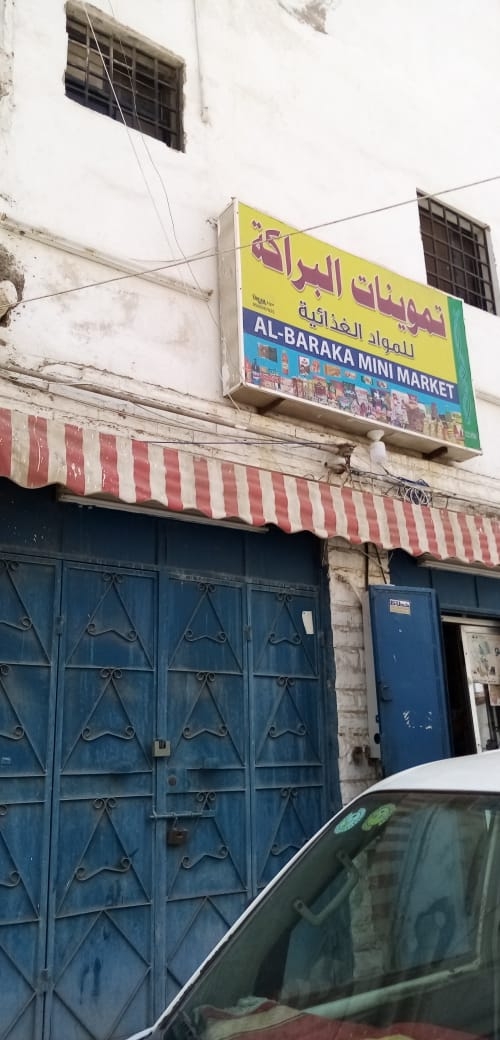 تموينات البراكة
للمواد الغذائية
AL-BARAKA MINI MARKET